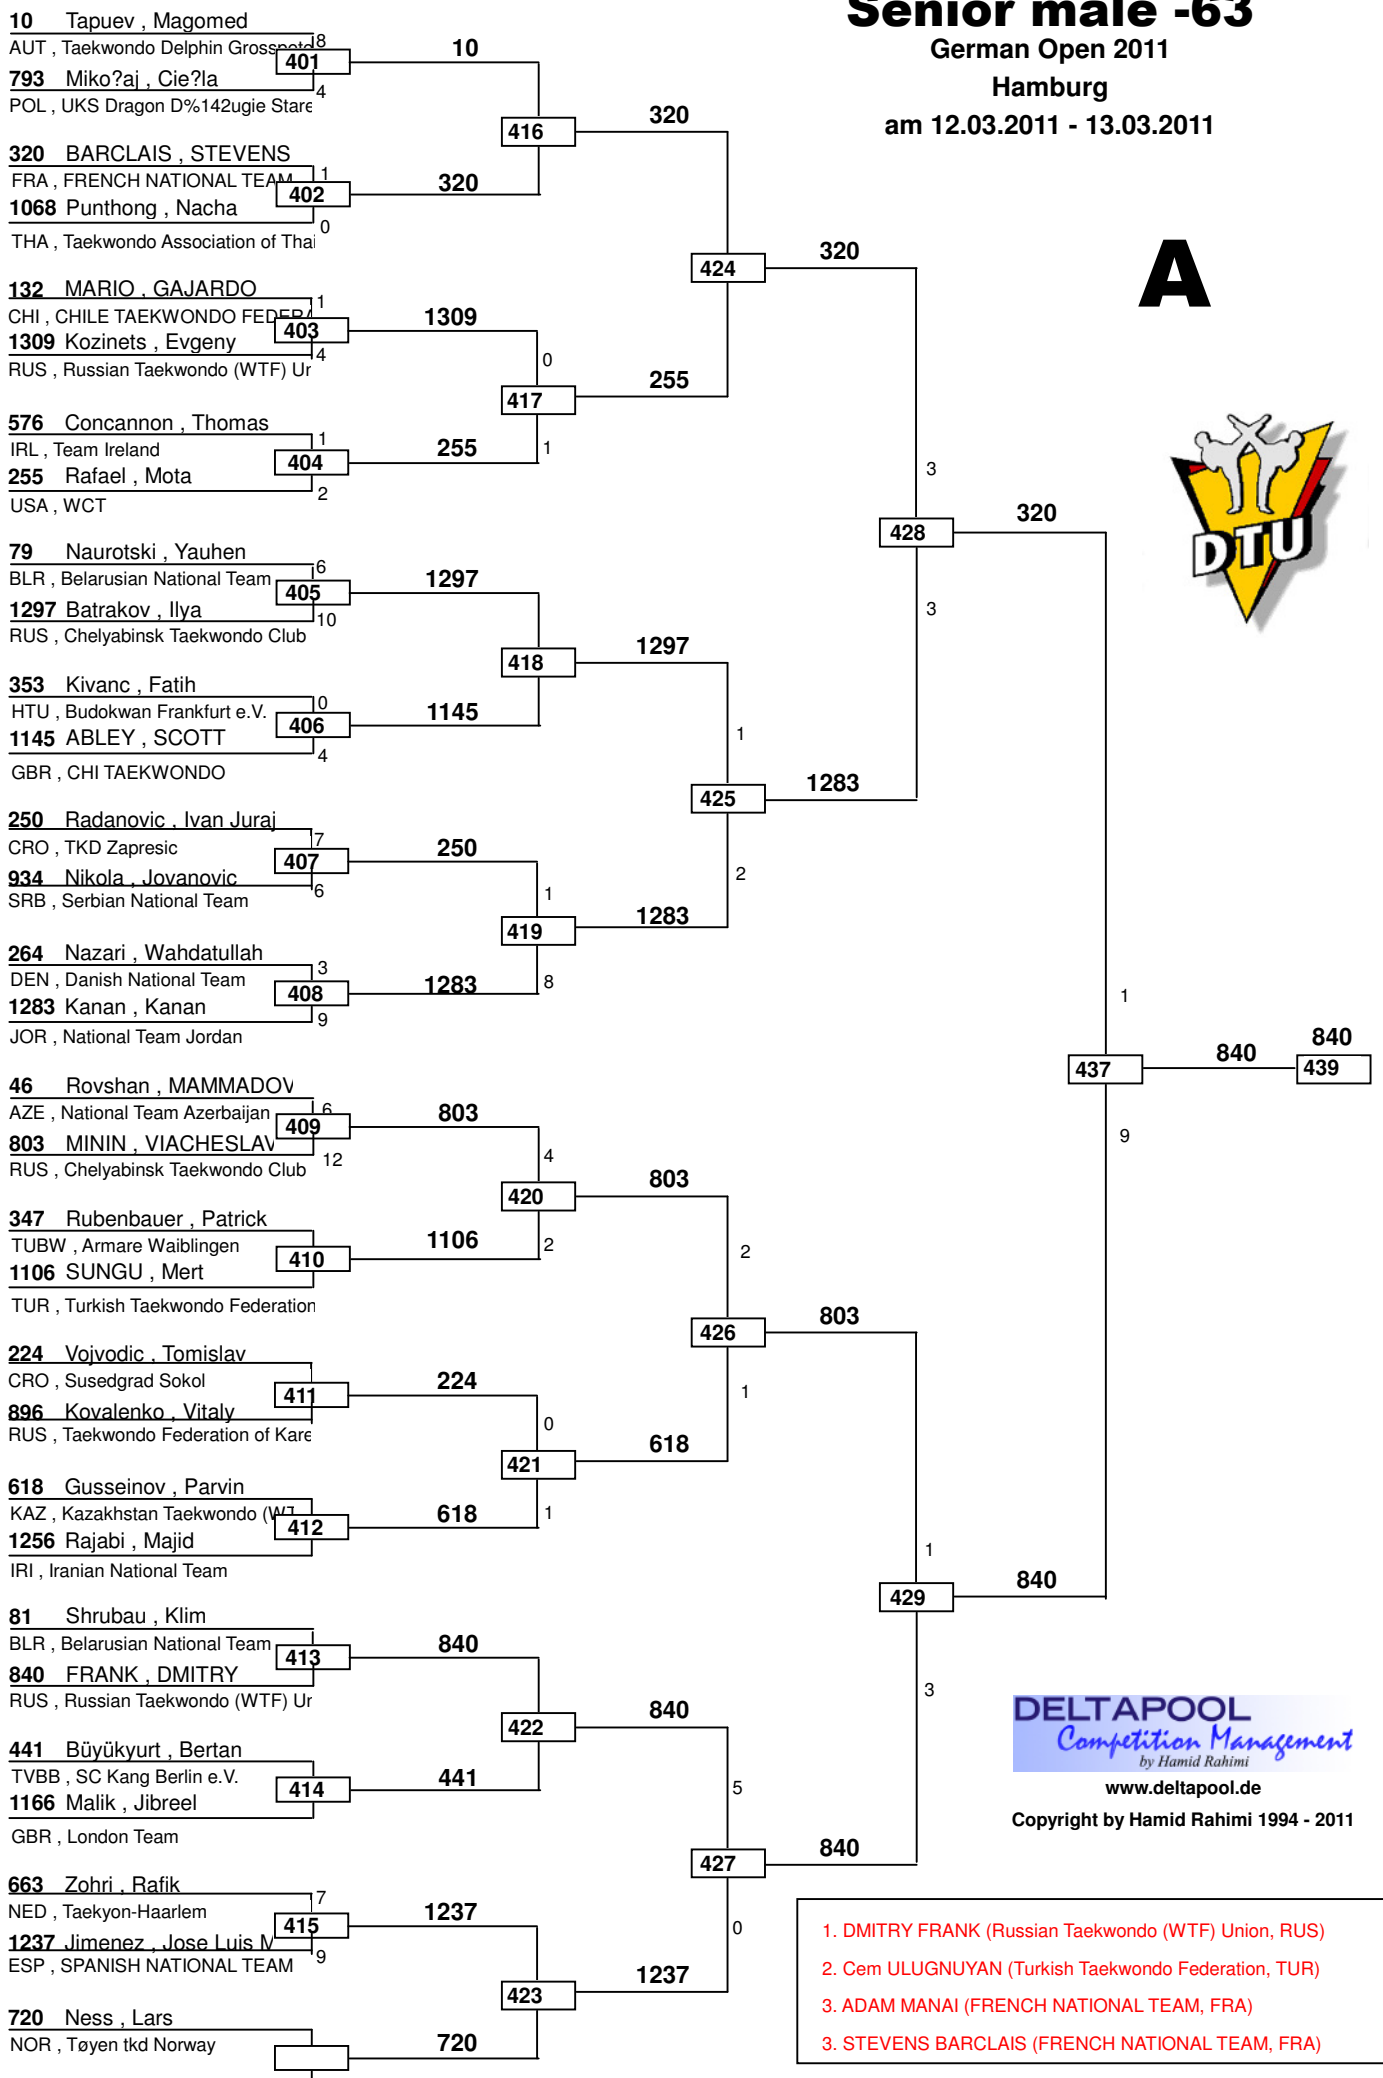 Senior male -63
German Open 2011
Hamburg
am 12.03.2011 - 13.03.2011
A
DTU
10 Tapuev , Magomed
AUT , Taekwondo Delphin 8
401 10
793 Miko?aj , Cie?la
4
POL , UKS Dragon D%142ugie Stare
416 320
320 BARCLAIS , STEVENS
FRA , FRENCH NATIONAL TEAM 1
402 320
1068 Punthong , Nacha
0
THA , Taekwondo Association of Thai
424 320
132 MARIO , GAJARDO
CHI , CHILE TAEKWONDO 1
403 1309
1309 Kozinets , Evgeny
4
RUS , Russian Taekwondo (WTF) Un
0
417 255
1
576 Concannon , Thomas
IRL , Team Ireland 1
404 255
255 Rafael , Mota
2
USA , WCT
3
428 320
3
79 Naurotski , Yauhen
BLR , Belarusian National Team 6
405 1297
1297 Batrakov , Ilya
10
RUS , Chelyabinsk Taekwondo Club
418 1297
353 Kivanc , Fatih
HTU , Budokwan Frankfurt e.V. 0
406 1145
1145 ABLEY , SCOTT
4
GBR , CHI TAEKWONDO
1
425 1283
2
250 Radanovic , Ivan Juraj
CRO , TKD Zapresic 7
407 250
934 Nikola , Jovanovic
6
SRB , Serbian National Team
1
419 1283
8
264 Nazari , Wahdatullah
DEN , Danish National Team 3
408 1283
1283 Kanan , Kanan
9
JOR , National Team Jordan
1
437 840
9
840
439
46 Rovshan , MAMMADOV
AZE , National Team Azerbaijan 6
409 803
803 MININ , VIACHESLAV
12
RUS , Chelyabinsk Taekwondo Club
4
420 803
2
347 Rubenbauer , Patrick
TUBW , Armare Waiblingen
410 1106
1106 SUNGU , Mert
TUR , Turkish Taekwondo Federation
2
426 803
1
224 Vojvodic , Tomislav
CRO , Susedgrad Sokol
411 224
896 Kovalenko , Vitaly
RUS , Taekwondo Federation of Kare
0
421 618
1
618 Gusseinov , Parvin
KAZ , Kazakhstan Taekwondo (WT
412 618
1256 Rajabi , Majid
IRI , Iranian National Team
1
429 840
3
81 Shrubau , Klim
BLR , Belarusian National Team
413 840
840 FRANK , DMITRY
RUS , Russian Taekwondo (WTF) Un
422 840
441 Büyükyurt , Bertan
TVBB , SC Kang Berlin e.V.
414 441
1166 Malik , Jibreel
GBR , London Team
5
427 840
0
663 Zohri , Rafik
NED , Taekyon-Haarlem 7
415 1237
1237 Jimenez , Jose Luis M
9
ESP , SPANISH NATIONAL TEAM
423 1237
720 Ness , Lars
NOR , Tøyen tkd Norway
720
DELTAPOOL
Competition Management
by Hamid Rahimi
www.deltapool.de
Copyright by Hamid Rahimi 1994 - 2011
1. DMITRY FRANK (Russian Taekwondo (WTF) Union, RUS)
2. Cem ULUGNUYAN (Turkish Taekwondo Federation, TUR)
3. ADAM MANAI (FRENCH NATIONAL TEAM, FRA)
3. STEVENS BARCLAIS (FRENCH NATIONAL TEAM, FRA)